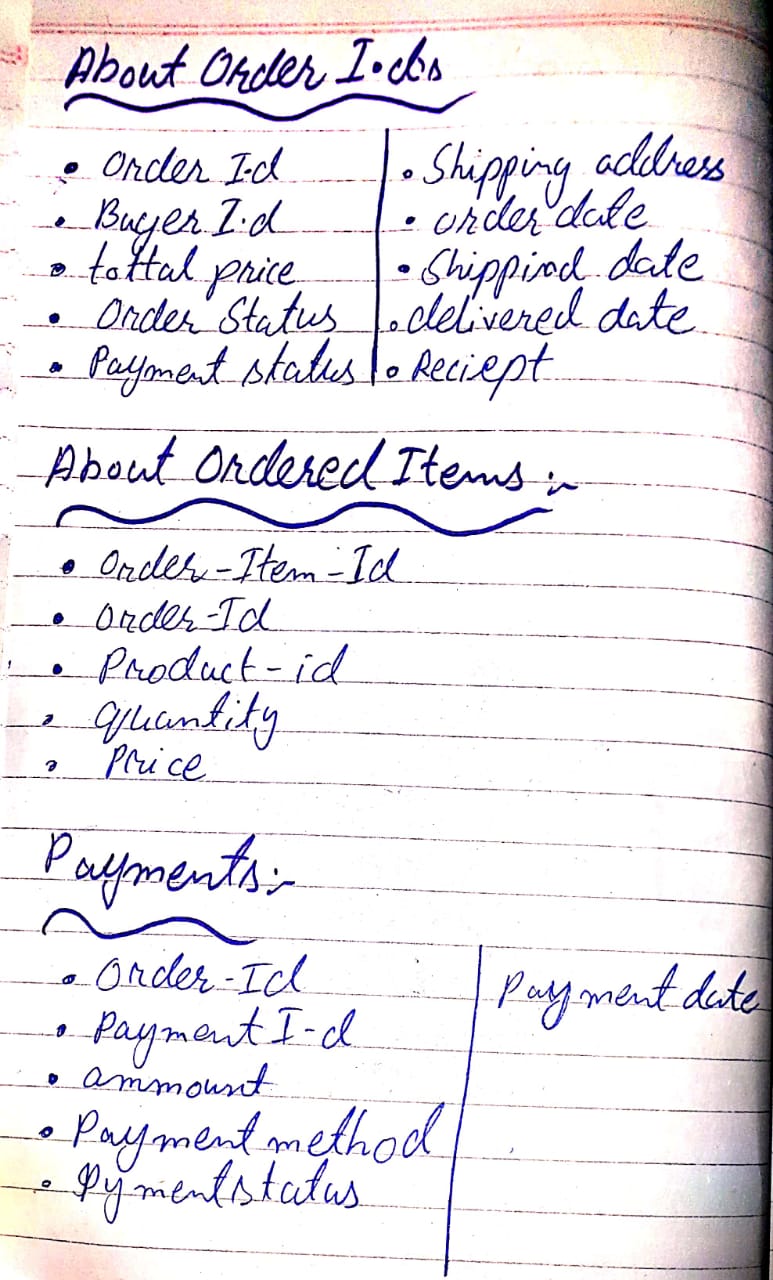 About Order I.ds
• Order I.d
• Buyer I.d
• tottal price
• Order Status
• Payment status
• Shipping address
• order date
• Shippind date
• delivered date
• Reciept
About Ordered Items :-
• Order-Item-Id
• Order-Id
• Product-id
• Quantity
• Price
Payments:-
• Order-Id
• Payment I-d
• ammount
• Payment method
• Pyment status
Payment date